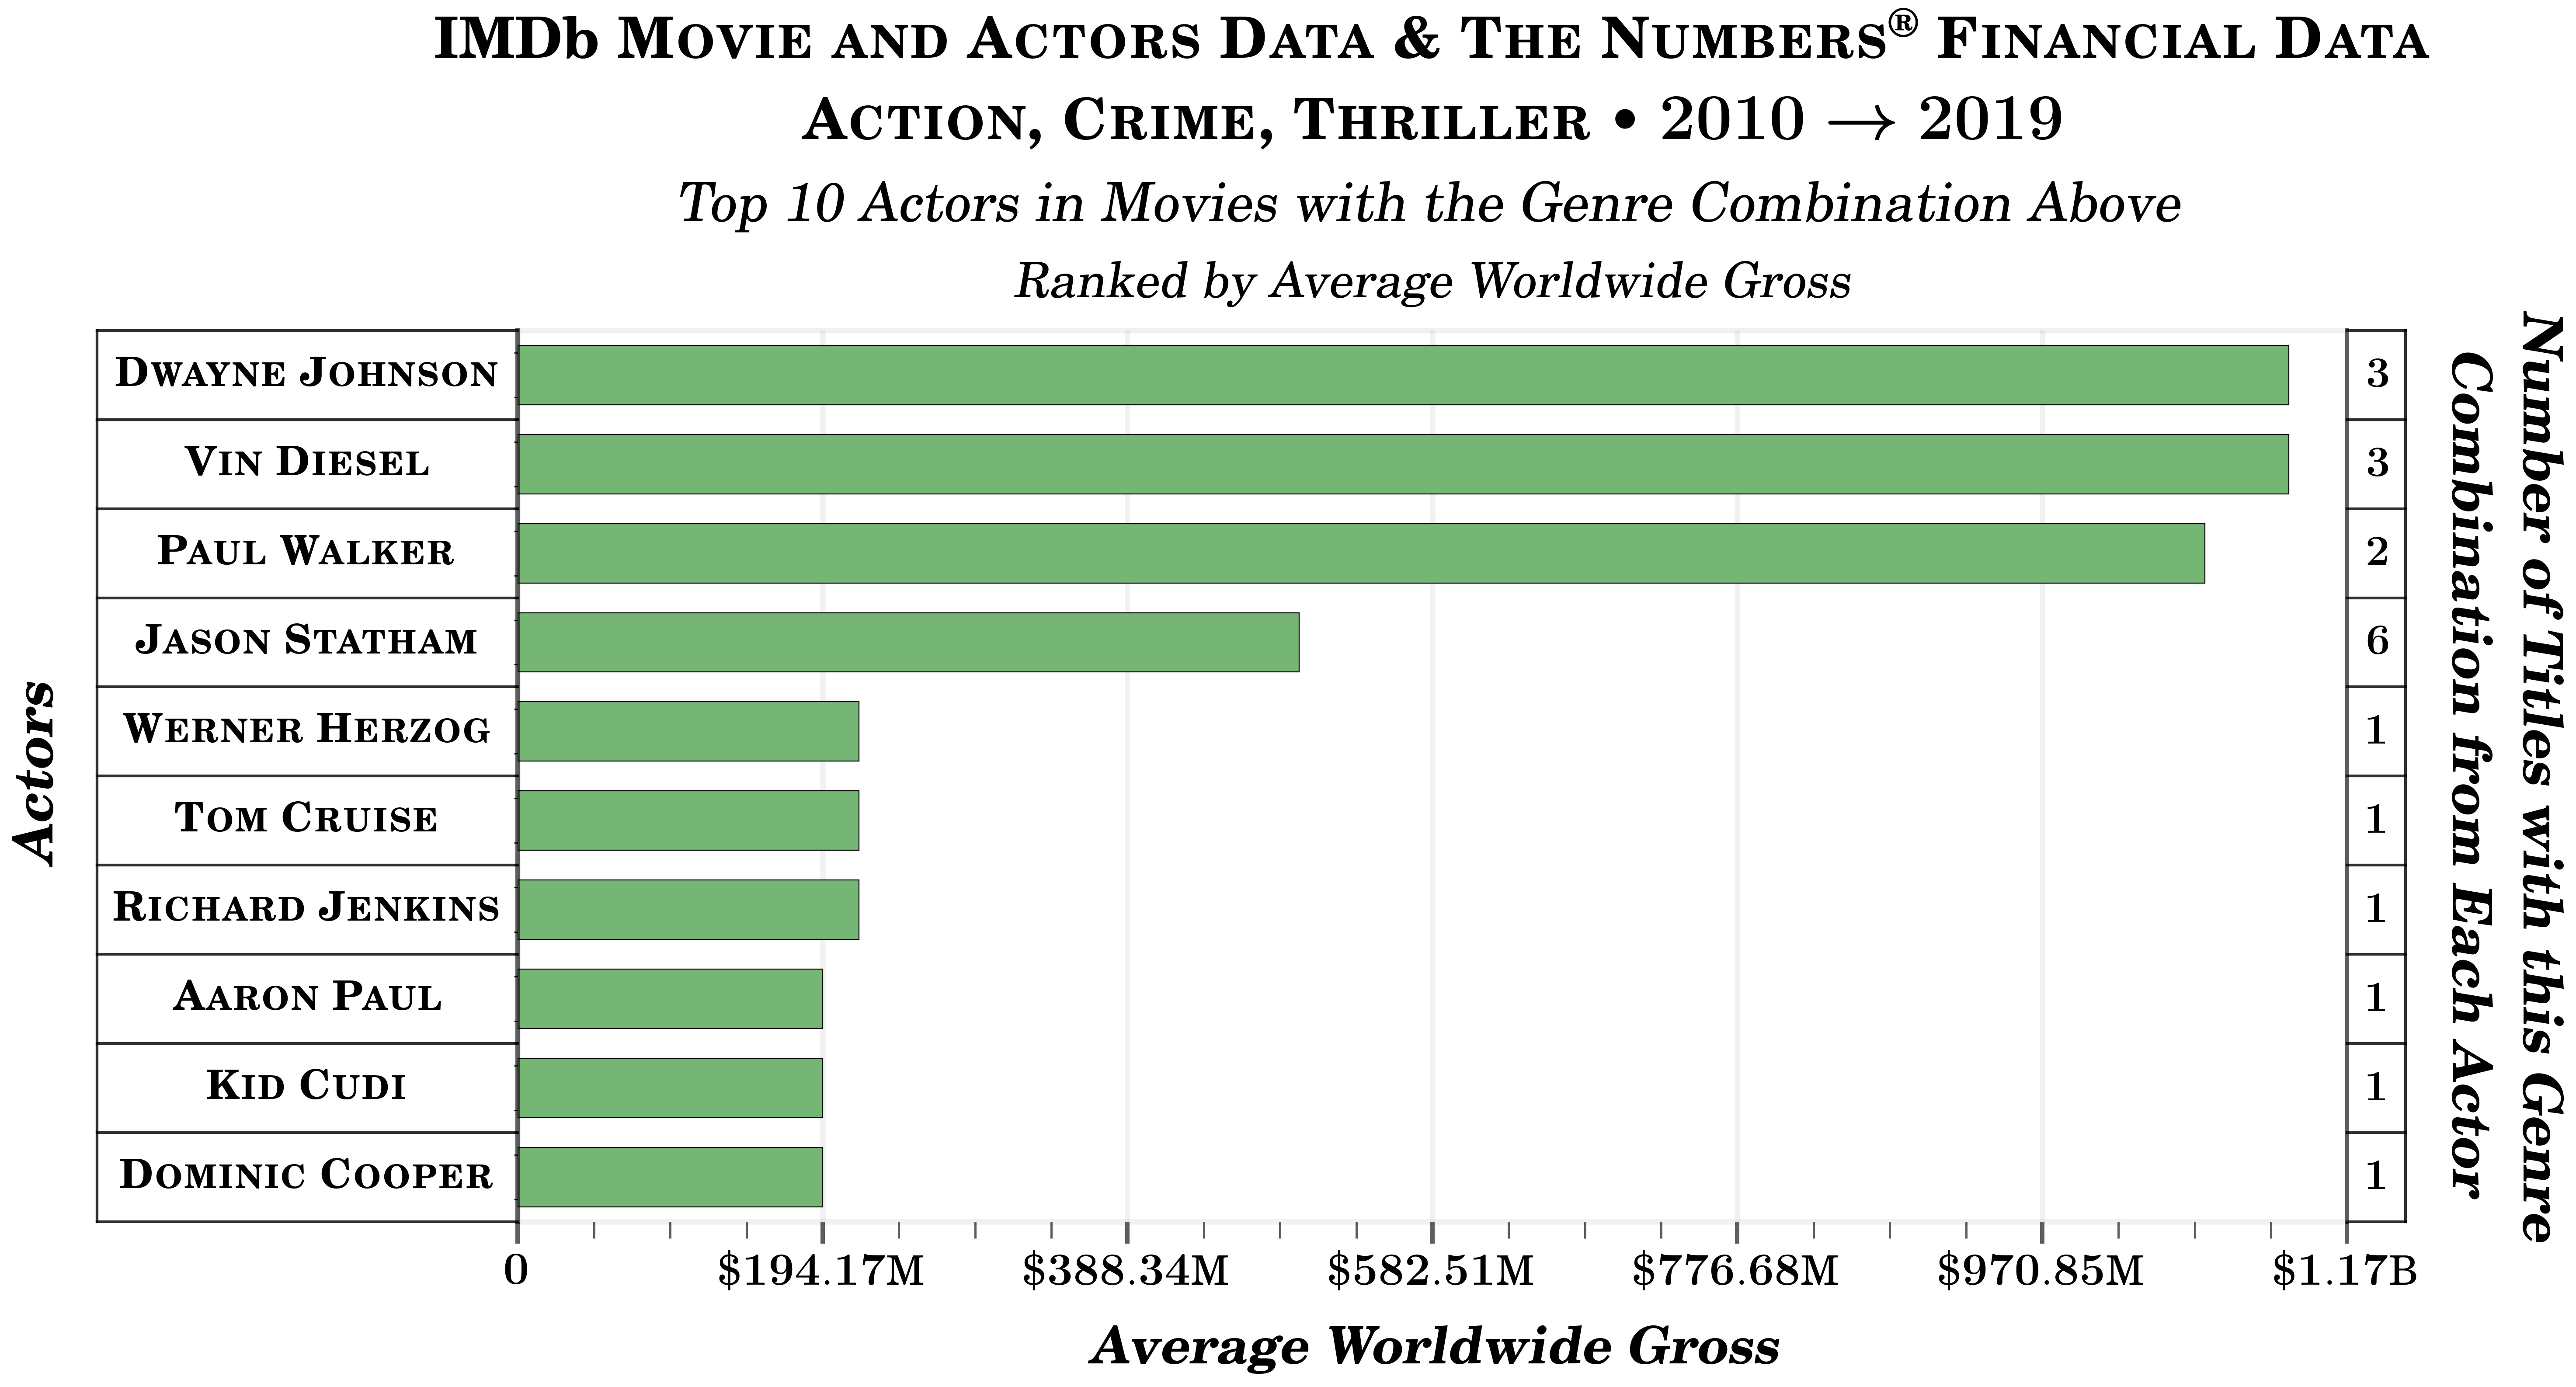 IMDb Movie and Actors Data & The Numbers® Financial Data
Action, Crime, Thriller • 2010 → 2019
Top 10 Actors in Movies with the Genre Combination Above
Ranked by Average Worldwide Gross
Actors
Dwayne Johnson
3
Vin Diesel
3
Paul Walker
2
Jason Statham
6
Werner Herzog
1
Tom Cruise
1
Richard Jenkins
1
Aaron Paul
1
Kid Cudi
1
Dominic Cooper
1
Number of Titles with this Genre
Combination from Each Actor
0 $194.17M $388.34M $582.51M $776.68M $970.85M $1.17B
Average Worldwide Gross